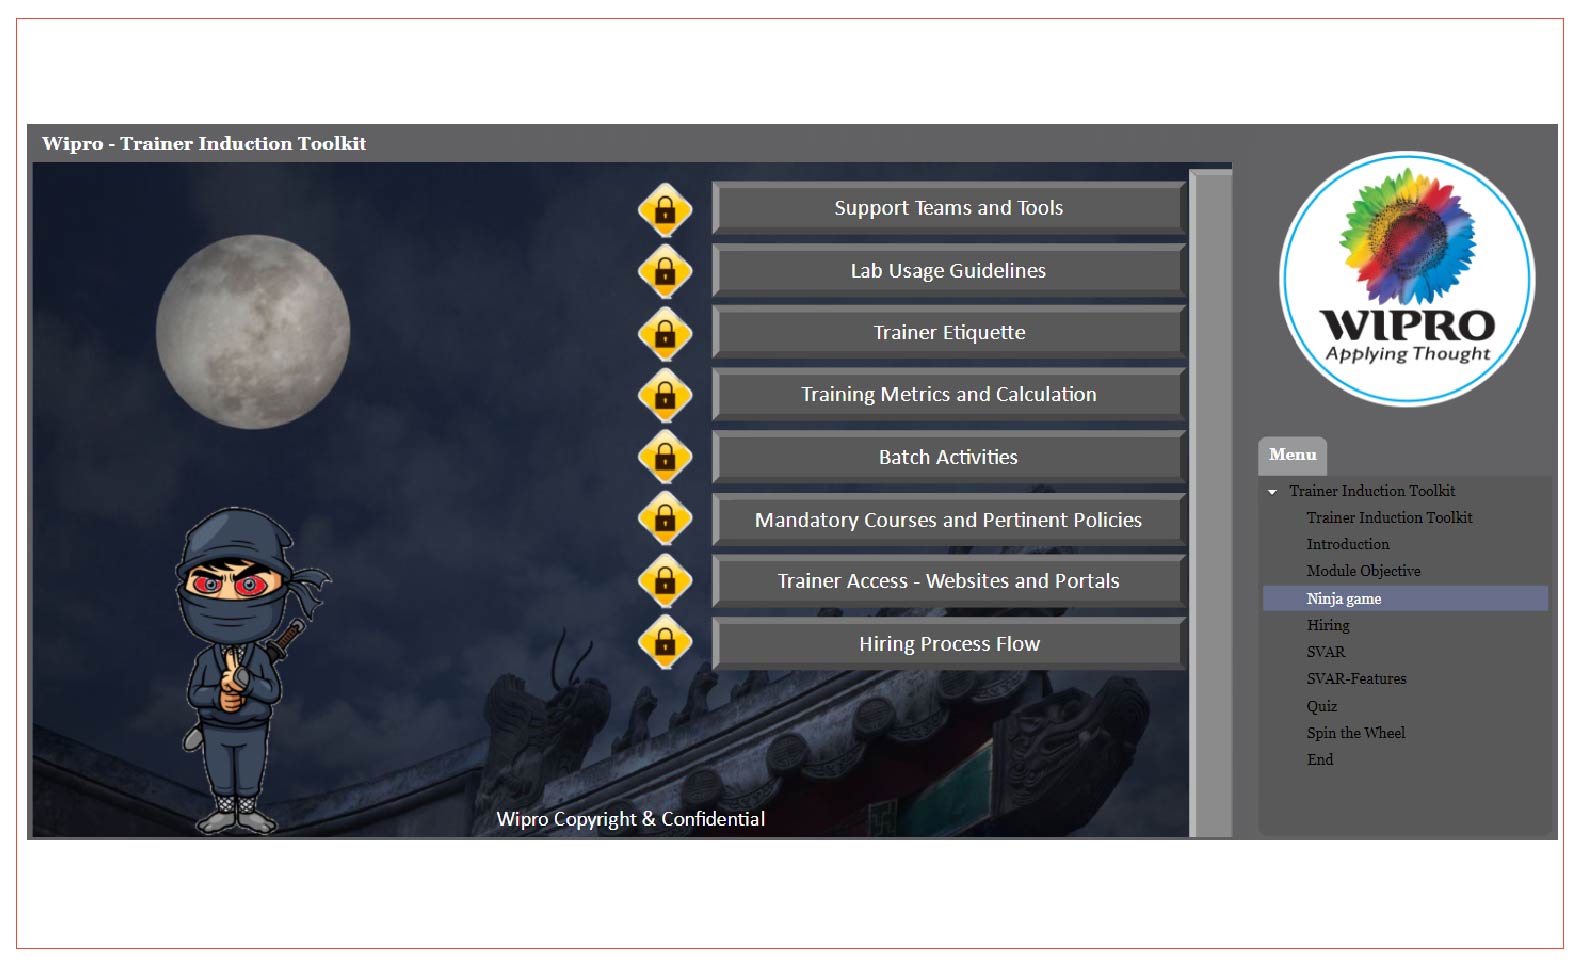 Wipro - Trainer Induction Toolkit
Support Teams and Tools
Lab Usage Guidelines
Trainer Etiquette
Training Metrics and Calculation
Batch Activities
Mandatory Courses and Pertinent Policies
Trainer Access - Websites and Portals
Hiring Process Flow
Wipro Copyright & Confidential
WIPRO
Applying Thought
Menu
Trainer Induction Toolkit
Trainer Induction Toolkit
Introduction
Module Objective
Ninja game
Hiring
SVAR
SVAR-Features
Quiz
Spin the Wheel
End